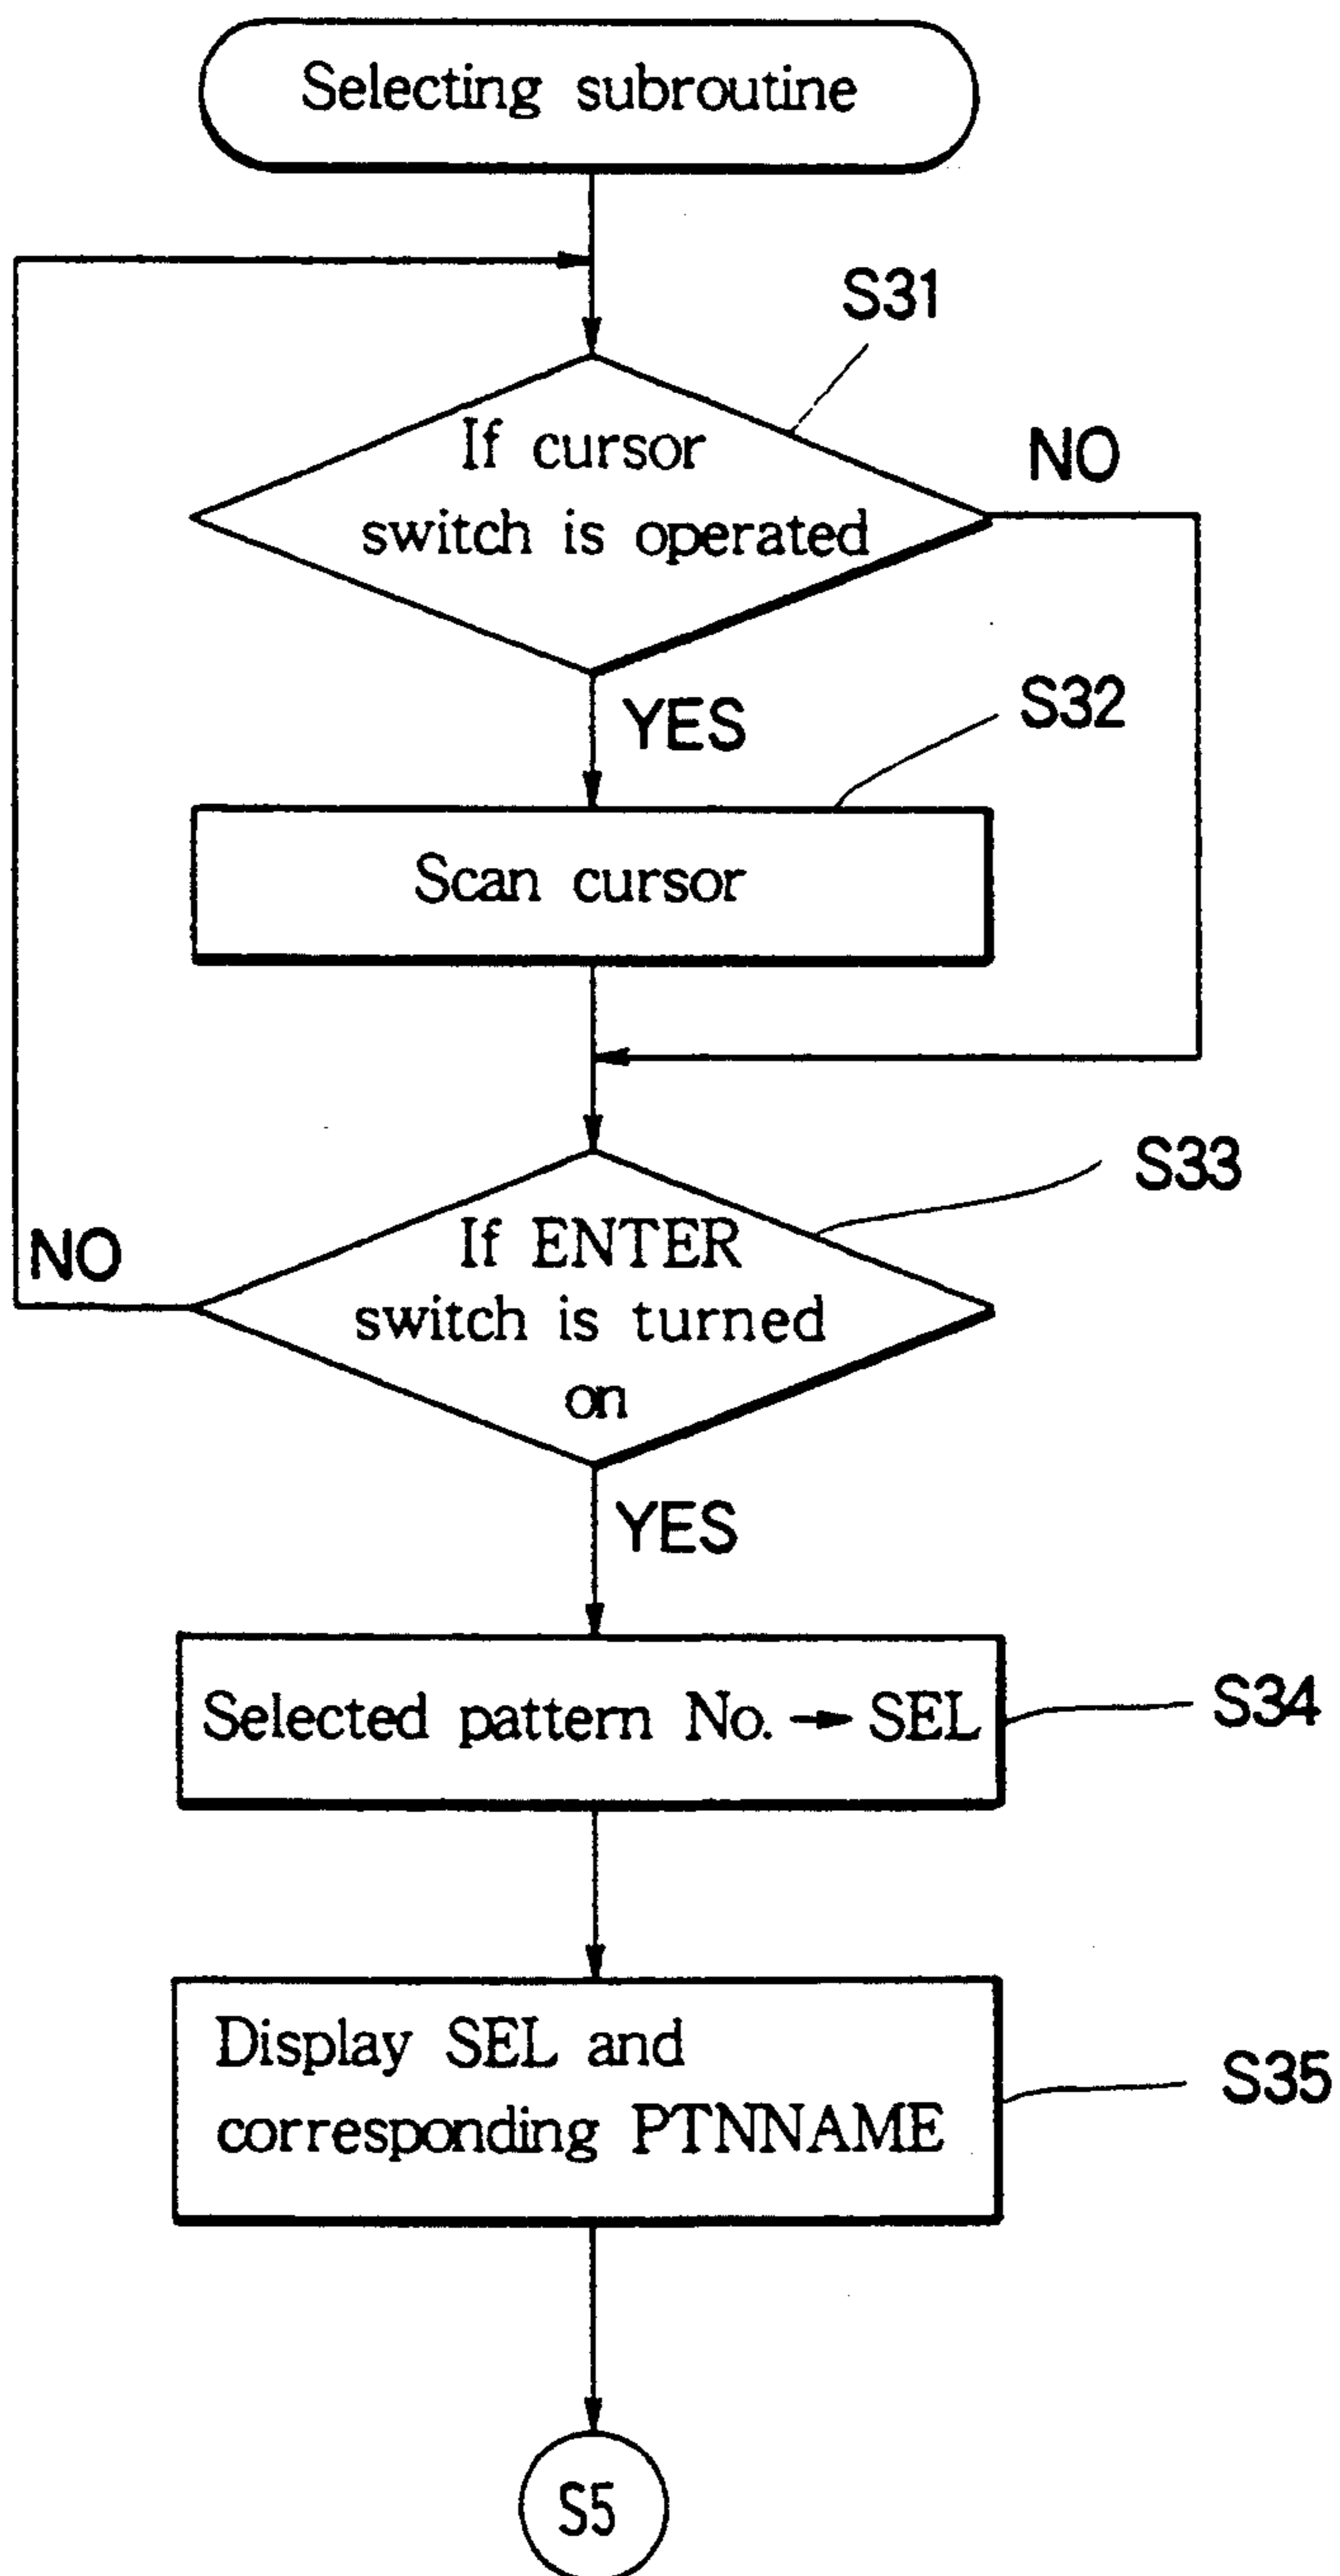 Selecting subroutine
S31
If cursor
switch is operated
NO
YES
S32
Scan cursor
S33
If ENTER
switch is turned
on
NO
YES
Selected pattern No. → SEL
S34
Display SEL and
corresponding PTNNAME
S35
S5